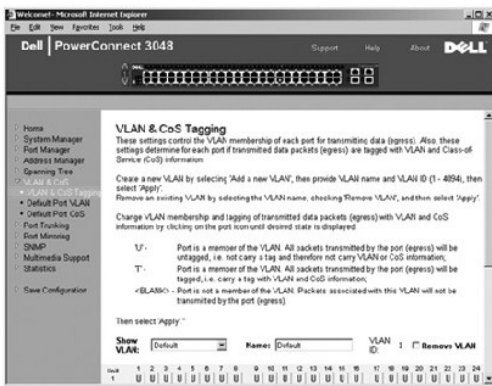 Welcome! - Microsoft Internet Explorer
File Edit View Favorites Tools Help
Dell | PowerConnect 3048
Support Help About DELL
Home
System Manager
Port Manager
Address Manager
Spanning Tree
VLAN & CoS
VLAN & CoS Tagging
Default Port VLAN
Default Port CoS
Port Trunking
Port Mirroring
SNMP
Multimedia Support
Statistics
Save Configuration
VLAN & CoS Tagging
These settings control the VLAN membership of each port for transmitting data (egress). Also, these
settings determine for each port if transmitted data packets (egress) are tagged with VLAN and Class-of-
Service (CoS) information
Create a new VLAN by selecting 'Add a new VLAN', then provide VLAN name and VLAN ID (1 - 4094), then
select 'Apply'.
Remove an existing VLAN by selecting the VLAN name, checking 'Remove VLAN', and then select 'Apply'.
Change VLAN membership and tagging of transmitted data packets (egress) with VLAN and CoS
information by clicking on the port icon until desired state is displayed
'U' - Port is a member of the VLAN. All packets transmitted by the port (egress) will be
untagged, i.e. not carry a tag and therefore not carry VLAN or CoS information;
'T' - Port is a member of the VLAN. All packets transmitted by the port (egress) will be
tagged, i.e. carry a tag with VLAN and CoS information;
<BLANK> - Port is not a member of the VLAN. Packets associated with this VLAN will not be
transmitted by the port (egress).
Then select 'Apply'."
Show VLAN: Default Name: Default VLAN ID: 1 Remove VLAN
Unit 1 2 3 4 5 6 7 8 9 10 11 12 13 14 15 16 17 18 19 20 21 22 23 24
1 U U U U U U U U U U U U U U U U U U U U U U U U